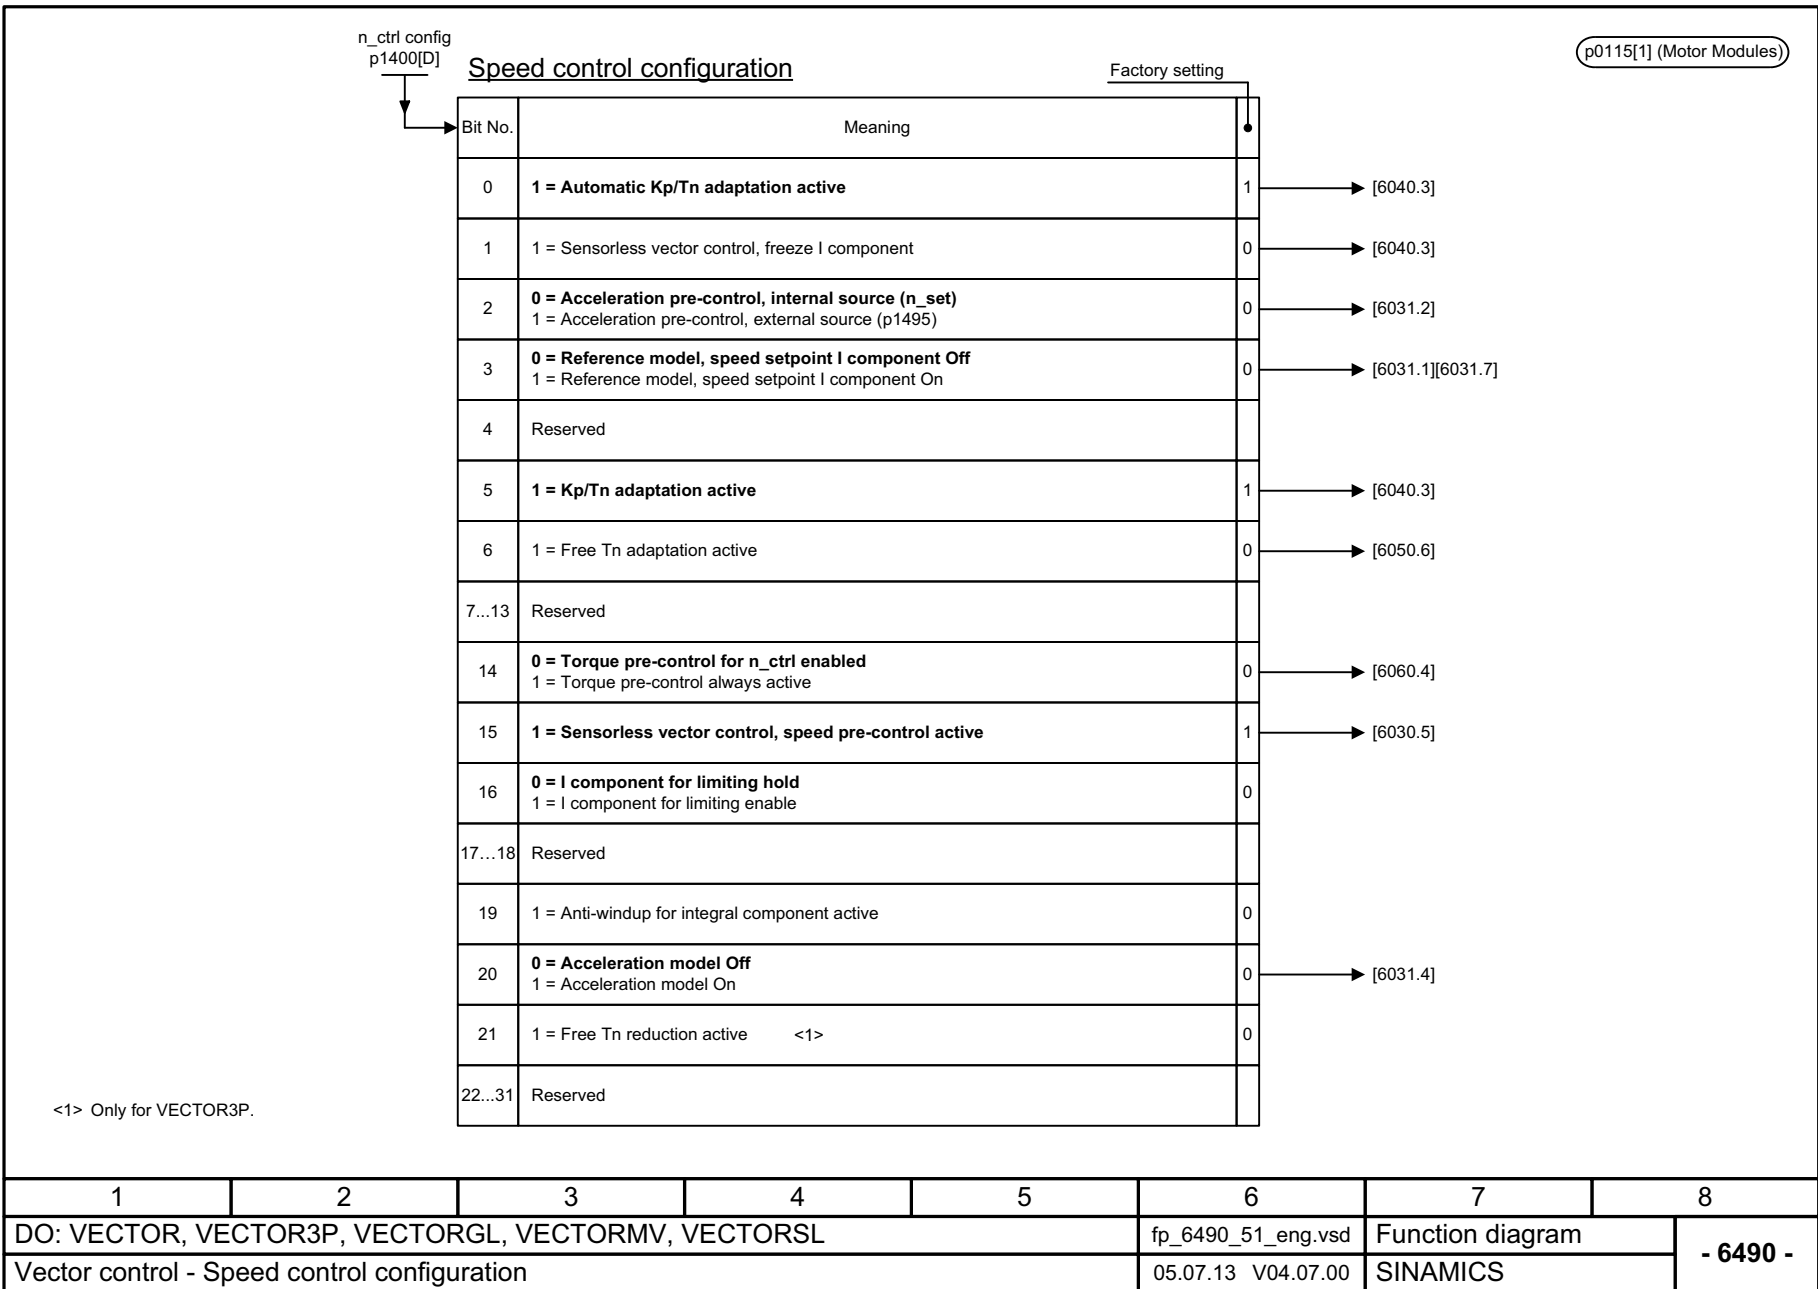 n_ctrl config
p1400[D]
Speed control configuration
Factory setting
p0115[1] (Motor Modules)
Bit No. Meaning
0 1 = Automatic Kp/Tn adaptation active 1 [6040.3]
1 1 = Sensorless vector control, freeze I component 0 [6040.3]
2 0 = Acceleration pre-control, internal source (n_set)
1 = Acceleration pre-control, external source (p1495) 0 [6031.2]
3 0 = Reference model, speed setpoint I component Off
1 = Reference model, speed setpoint I component On 0 [6031.1][6031.7]
4 Reserved
5 1 = Kp/Tn adaptation active 1 [6040.3]
6 1 = Free Tn adaptation active 0 [6050.6]
7...13 Reserved
14 0 = Torque pre-control for n_ctrl enabled
1 = Torque pre-control always active 0 [6060.4]
15 1 = Sensorless vector control, speed pre-control active 1 [6030.5]
16 0 = I component for limiting hold
1 = I component for limiting enable 0
17...18 Reserved
19 1 = Anti-windup for integral component active 0
20 0 = Acceleration model Off
1 = Acceleration model On 0 [6031.4]
21 1 = Free Tn reduction active <1> 0
22...31 Reserved
<1> Only for VECTOR3P.
1 2 3 4 5 6 7 8
DO: VECTOR, VECTOR3P, VECTORGL, VECTORMV, VECTORSL fp_6490_51_eng.vsd Function diagram
- 6490 -
Vector control - Speed control configuration 05.07.13 V04.07.00 SINAMICS